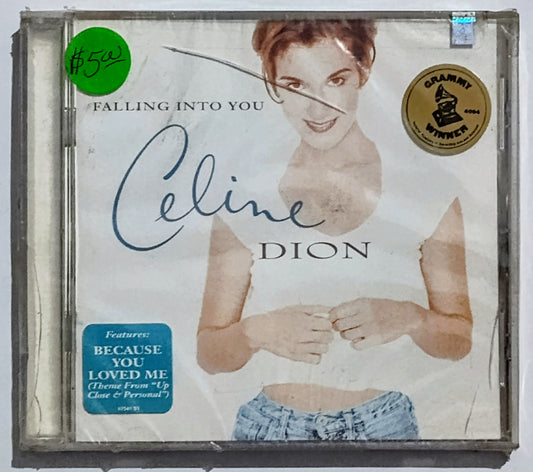 $5.00
FALLING INTO YOU
GRAMMY
WINNER
Celine
DION
Features:
BECAUSE
YOU
LOVED ME
(Theme From "Up
Close & Personal")